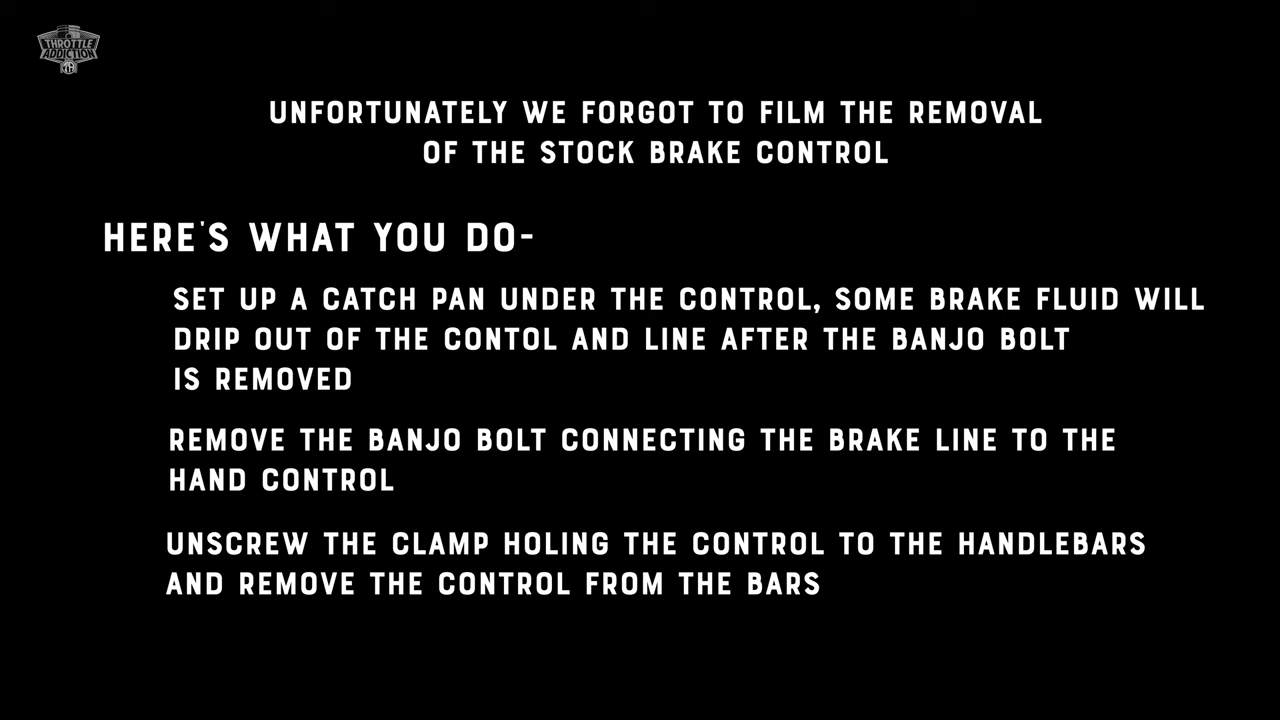 THROTTLE
ADDICTION
UNFORTUNATELY WE FORGOT TO FILM THE REMOVAL
OF THE STOCK BRAKE CONTROL
HERE'S WHAT YOU DO-
SET UP A CATCH PAN UNDER THE CONTROL, SOME BRAKE FLUID WILL
DRIP OUT OF THE CONTOL AND LINE AFTER THE BANJO BOLT
IS REMOVED
REMOVE THE BANJO BOLT CONNECTING THE BRAKE LINE TO THE
HAND CONTROL
UNSCREW THE CLAMP HOLING THE CONTROL TO THE HANDLEBARS
AND REMOVE THE CONTROL FROM THE BARS